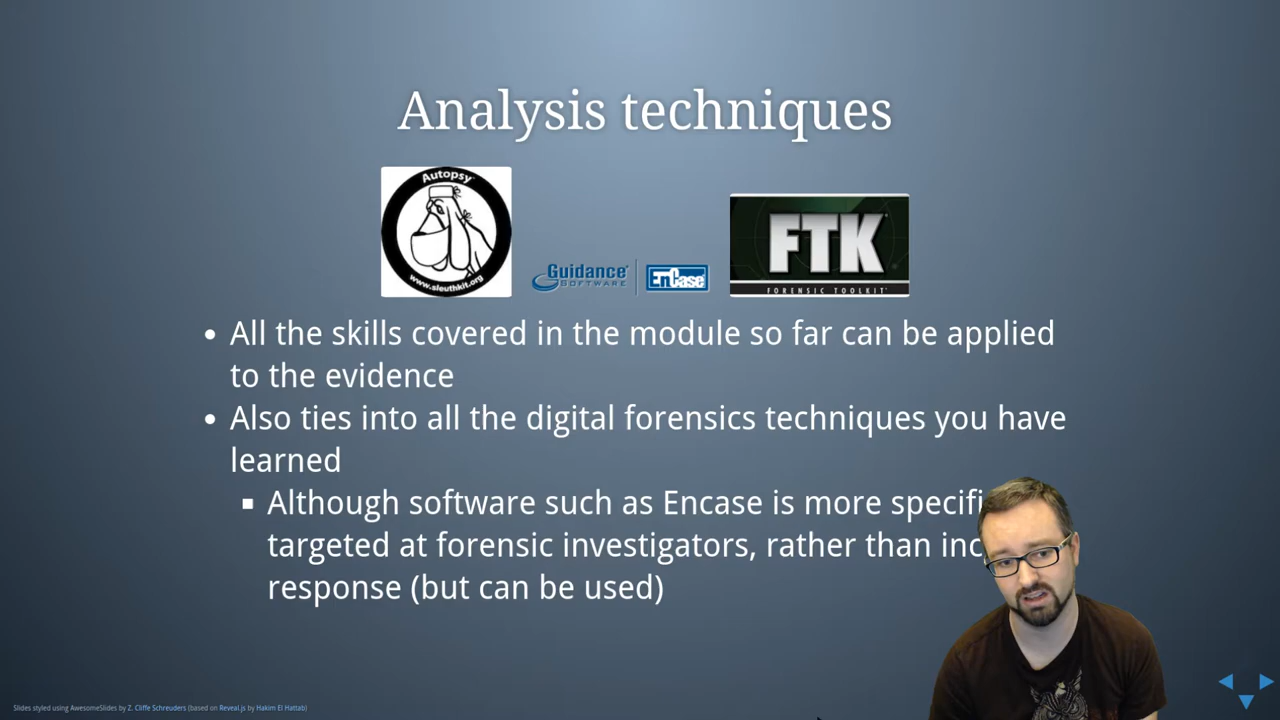 Analysis techniques
Autopsy
www.sleuthkit.org
Guidance SOFTWARE EnCase
FTK
FORENSIC TOOLKIT
All the skills covered in the module so far can be applied
to the evidence
Also ties into all the digital forensics techniques you have
learned
Although software such as Encase is more
targeted at forensic investigators, rather than
response (but can be used)
Slides styled using AwesomeSlides by Z. Cliffe Schreuders (based on Reveal.js by Hakim El Hattab)